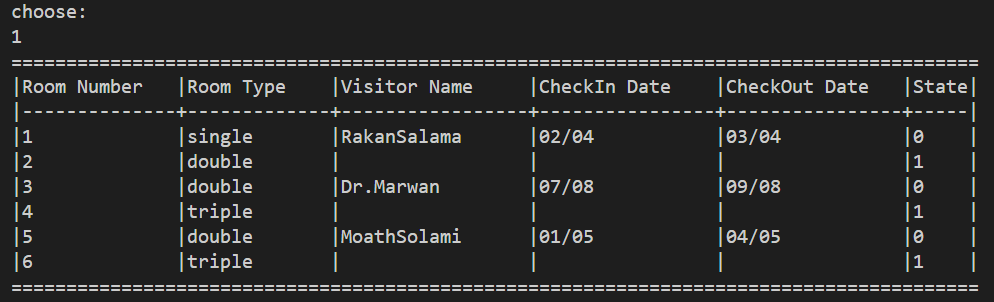 choose:
1
========================================================================================
|Room Number   |Room Type    |Visitor Name     |CheckIn Date    |CheckOut Date   |State|
|--------------+-------------+-----------------+----------------+----------------+-----|
|1             |single       |RakanSalama      |02/04           |03/04           |0    |
|2             |double       |                 |                |                |1    |
|3             |double       |Dr.Marwan        |07/08           |09/08           |0    |
|4             |triple       |                 |                |                |1    |
|5             |double       |MoathSolami      |01/05           |04/05           |0    |
|6             |triple       |                 |                |                |1    |
========================================================================================